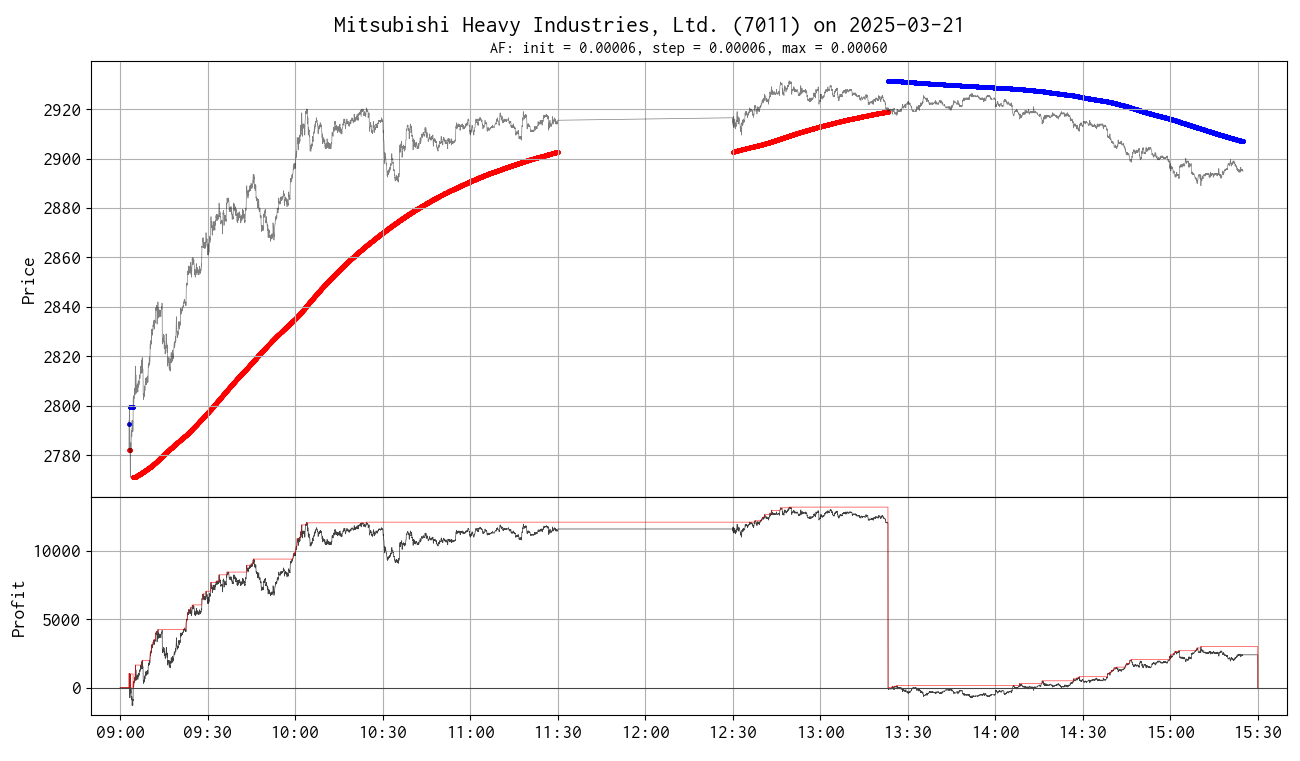 Mitsubishi Heavy Industries, Ltd. (7011) on 2025-03-21
AF: init = 0.00006, step = 0.00006, max = 0.00060
Price
2920
2900
2880
2860
2840
2820
2800
2780
Profit
10000
5000
0
09:00 09:30 10:00 10:30 11:00 11:30 12:00 12:30 13:00 13:30 14:00 14:30 15:00 15:30